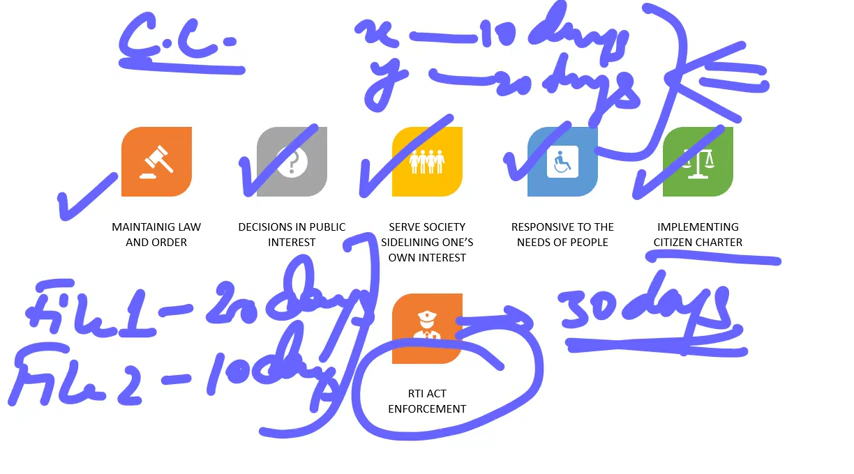 C.C.
x — 10 days
y — 20 days
MAINTAINIG LAW
AND ORDER
DECISIONS IN PUBLIC
INTEREST
SERVE SOCIETY
SIDELINING ONE'S
OWN INTEREST
RESPONSIVE TO THE
NEEDS OF PEOPLE
IMPLEMENTING
CITIZEN CHARTER
File 1 — 20 days
File 2 — 10 days
30 days
RTI ACT
ENFORCEMENT